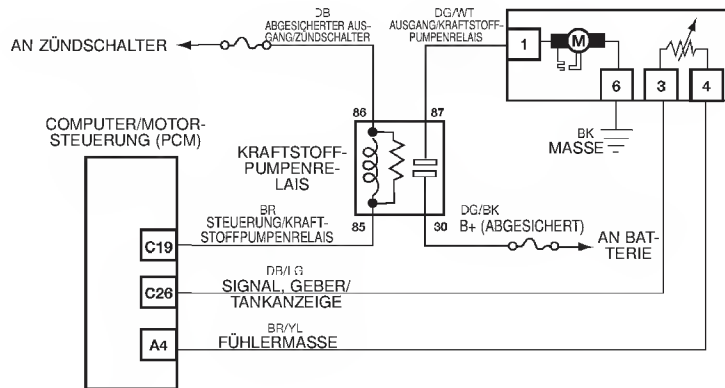 DB
ABGESICHERTER AUS-
GANG/ZÜNDSCHALTER
AN ZÜNDSCHALTER
DG/WT
AUSGANG/KRAFTSTOFF-
PUMPENRELAIS
1
M
6
3
4
BK
MASSE
86
87
KRAFTSTOFF-
PUMPENRE-
LAIS
85
30
DG/BK
B+ (ABGESICHERT)
AN BAT-
TERIE
COMPUTER/MOTOR-
STEUERUNG (PCM)
BR
STEUERUNG/KRAFT-
STOFFPUMPENRELAIS
C19
DB/LG
SIGNAL, GEBER/
TANKANZEIGE
C26
BR/YL
FÜHLERMASSE
A4